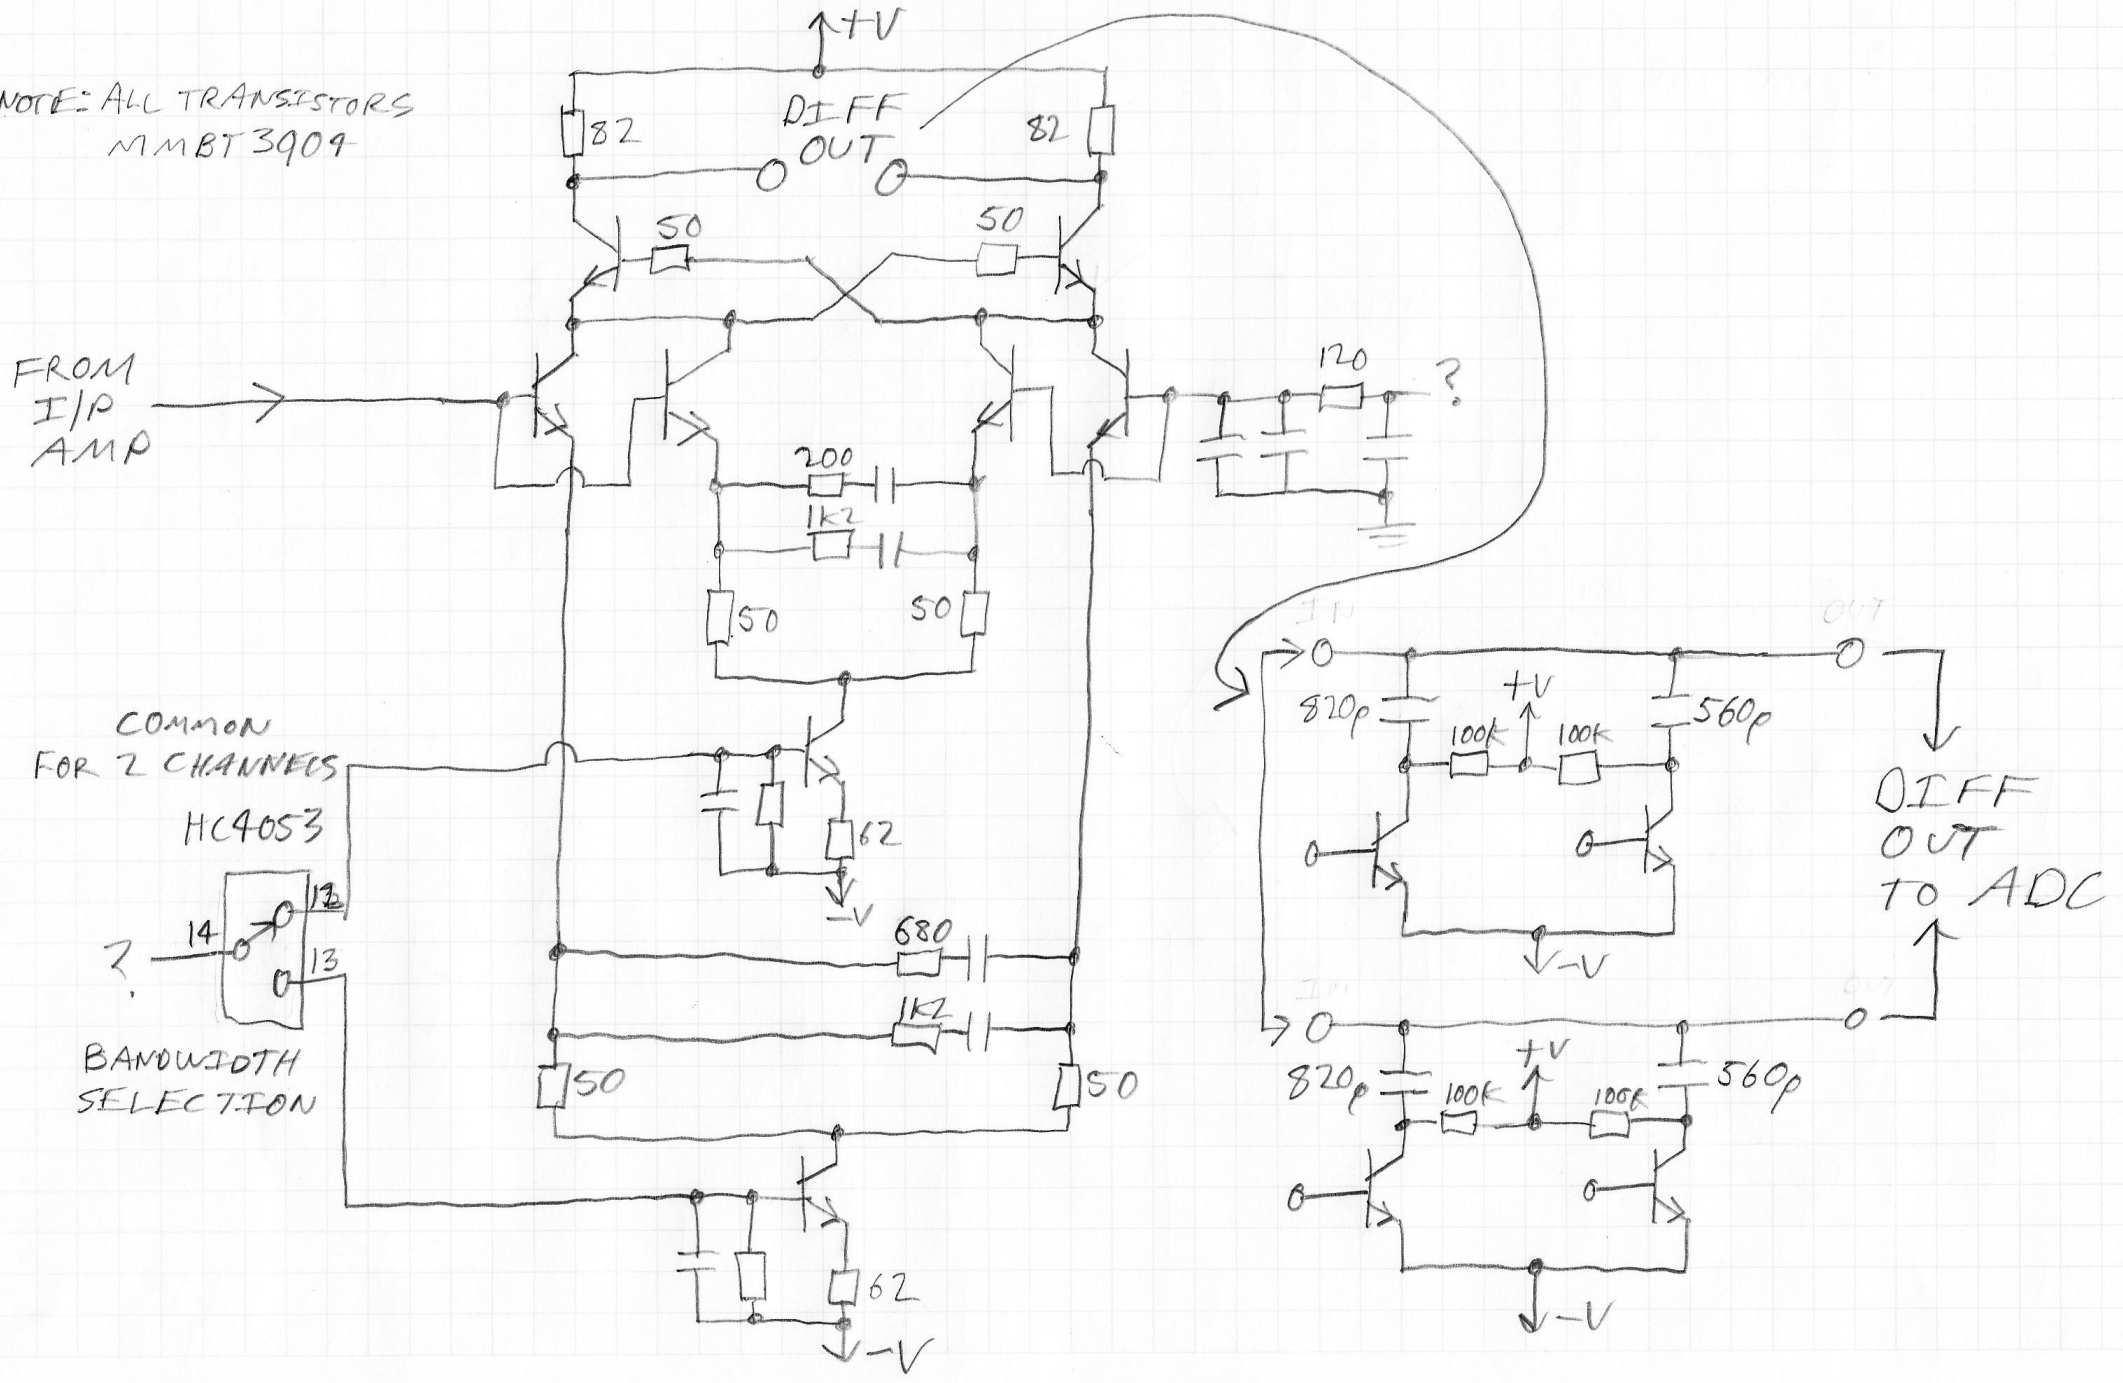 +V
NOTE: ALL TRANSISTORS
MMBT3904
82
DIFF
OUT
82
50
50
FROM
I/P
AMP
120
?
200
1K2
50
50
IN
OUT
820p
+V
560p
100K
100K
COMMON
FOR 2 CHANNELS
HC4053
62
-V
DIFF
OUT
TO ADC
14
12
13
?
680
-V
1K2
IN
OUT
BANDWIDTH
SELECTION
50
50
820p
+V
560p
100K
100K
62
-V
-V